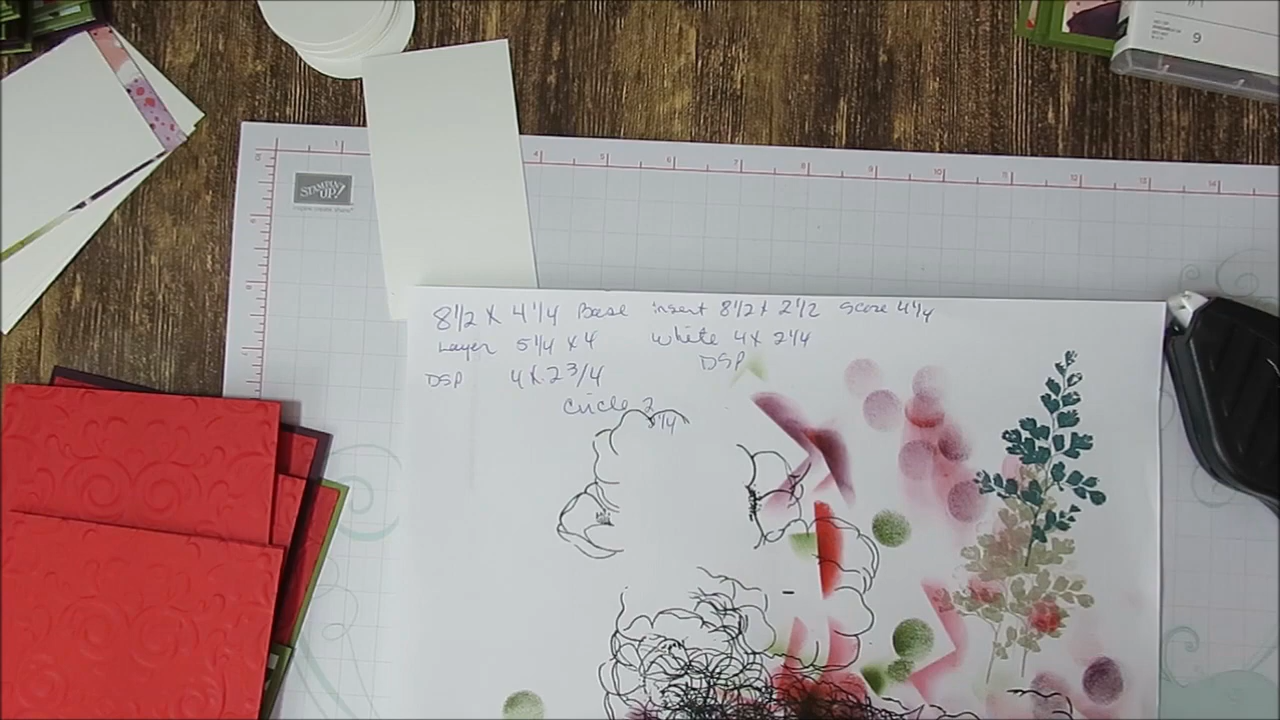 STAMPIN' UP!
9
8 1/2 X 4 1/4 Base insert 8 1/2 X 2 1/2 Score 4 1/4
Layer 5 1/4 X 4 white 4 X 2 1/4
DSP 4 X 2 3/4 DSP
Circle 2
1/4